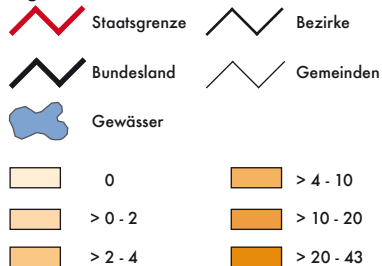 Staatsgrenze
Bezirke
Bundesland
Gemeinden
Gewässer
0
> 4 - 10
> 0 - 2
> 10 - 20
> 2 - 4
> 20 - 43